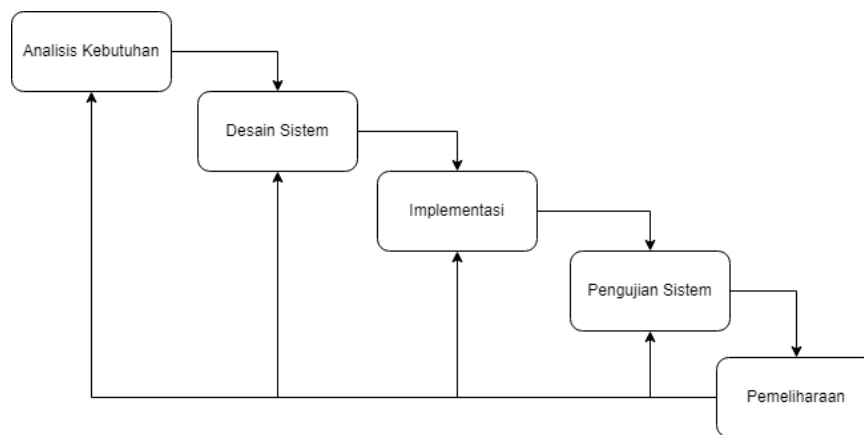 Analisis Kebutuhan
Desain Sistem
Implementasi
Pengujian Sistem
Pemeliharaan